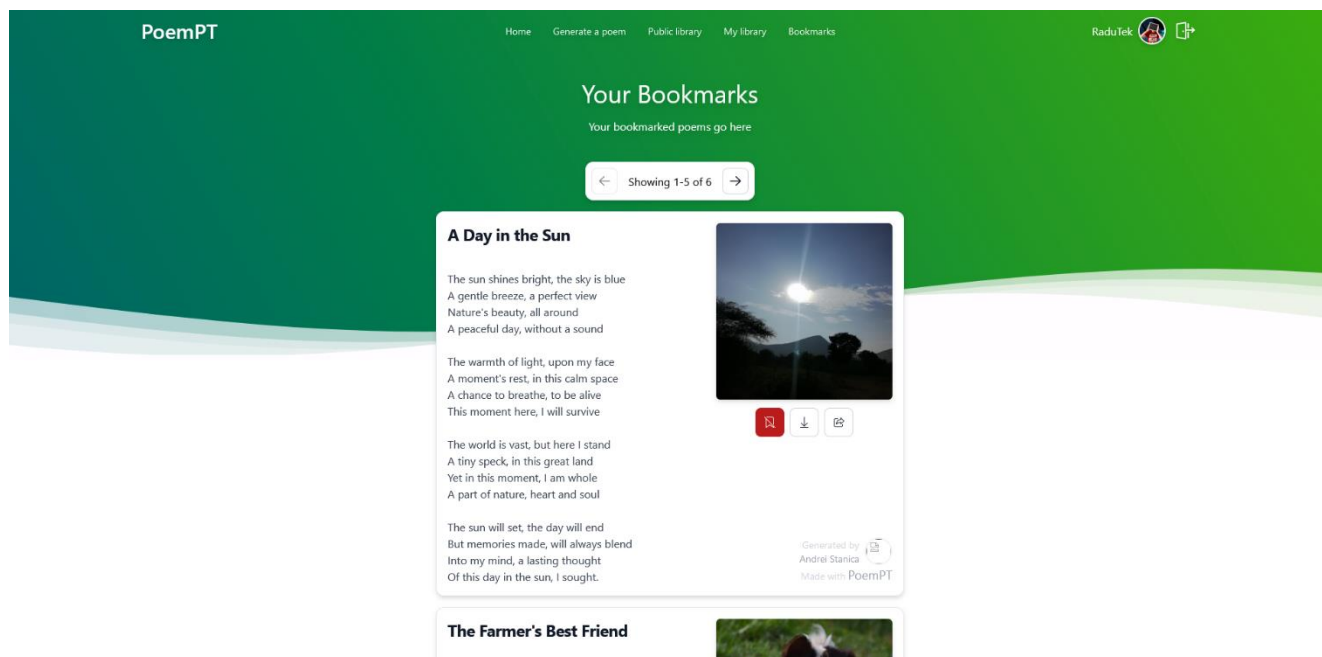 PoemPT
Home Generate a poem Public library My library Bookmarks
RaduTek
Your Bookmarks
Your bookmarked poems go here
Showing 1-5 of 6
A Day in the Sun
The sun shines bright, the sky is blue
A gentle breeze, a perfect view
Nature's beauty, all around
A peaceful day, without a sound
The warmth of light, upon my face
A moment's rest, in this calm space
A chance to breathe, to be alive
This moment here, I will survive
The world is vast, but here I stand
A tiny speck, in this great land
Yet in this moment, I am whole
A part of nature, heart and soul
The sun will set, the day will end
But memories made, will always blend
Into my mind, a lasting thought
Of this day in the sun, I sought.
Generated by
Andrei Stanica
Made with PoemPT
The Farmer's Best Friend